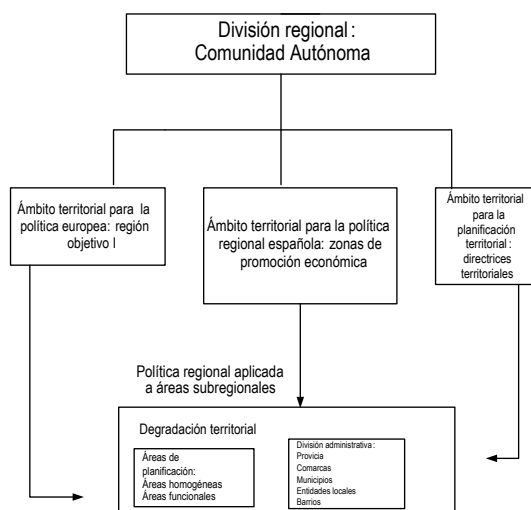 División regional :
Comunidad Autónoma
Ámbito territorial para la
política europea: región
objetivo I
Ámbito territorial para la política
regional española: zonas de
promoción económica
Ámbito territorial
para la
planificación
territorial :
directrices
territoriales
Política regional aplicada
a áreas subregionales
Degradación territorial
Áreas de
planificación:
Áreas homogéneas
Áreas funcionales
División administrativa :
Provicia
Comarcas
Municipios
Entidades locales
Barrios